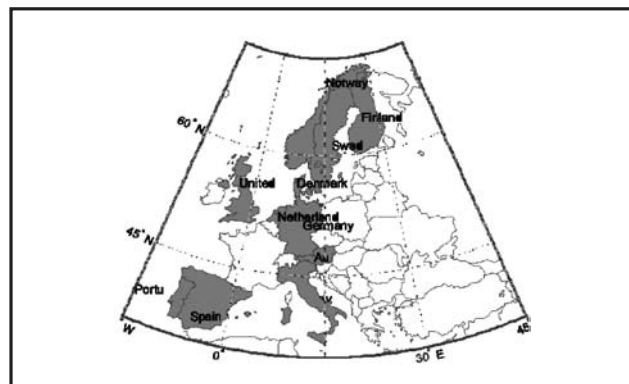 Norway
Finland
60° N
Swed
United
Denmark
Netherland
Germany
45° N
Au
Portu
Spain
W
0°
30° E
45